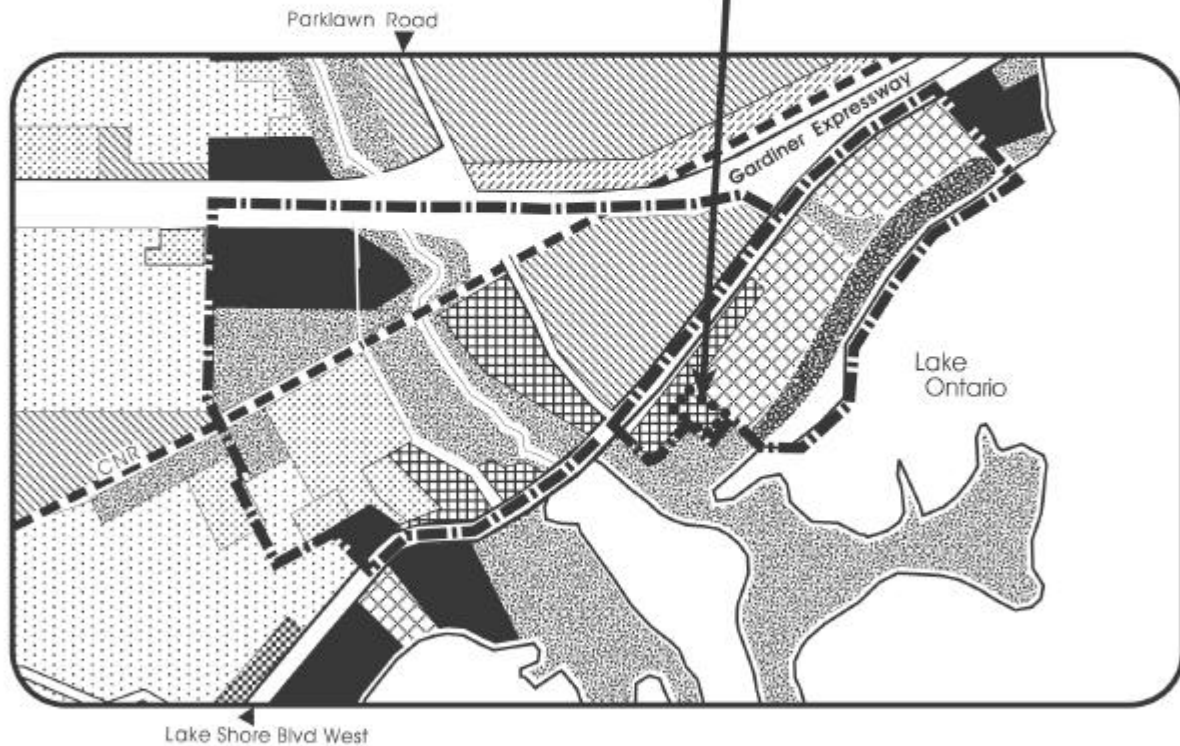 Parklawn Road
Gardiner Expressway
Lake
Ontario
CNR
Lake Shore Blvd West